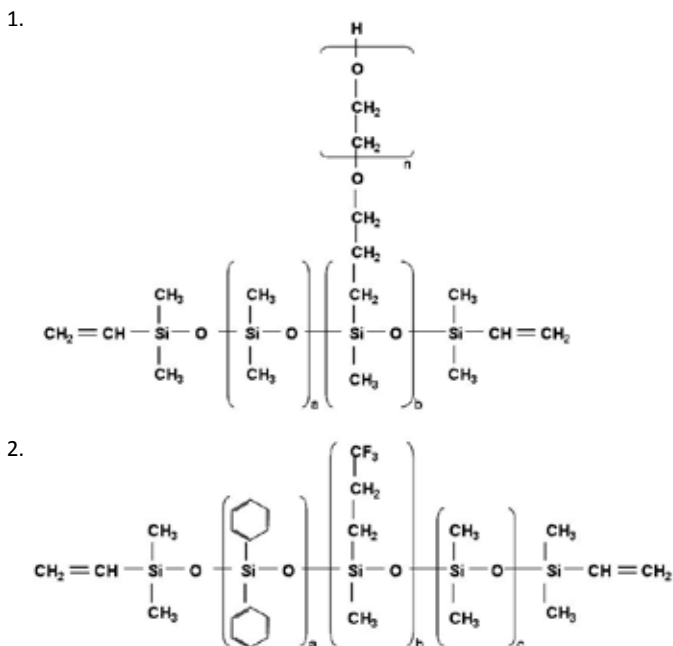 1.
H
O
CH₂
CH₂
n
O
CH₂
CH₂
CH₃ CH₃ CH₂ CH₃
CH₂=CH—Si—O—Si—O—Si—O—Si—CH=CH₂
CH₃ CH₃ CH₃ CH₃
a b
2.
CF₃
CH₂
CH₃ CH₂ CH₃ CH₃
CH₂=CH—Si—O—Si—O—Si—O—Si—O—Si—CH=CH₂
CH₃ CH₃ CH₃ CH₃
a b c